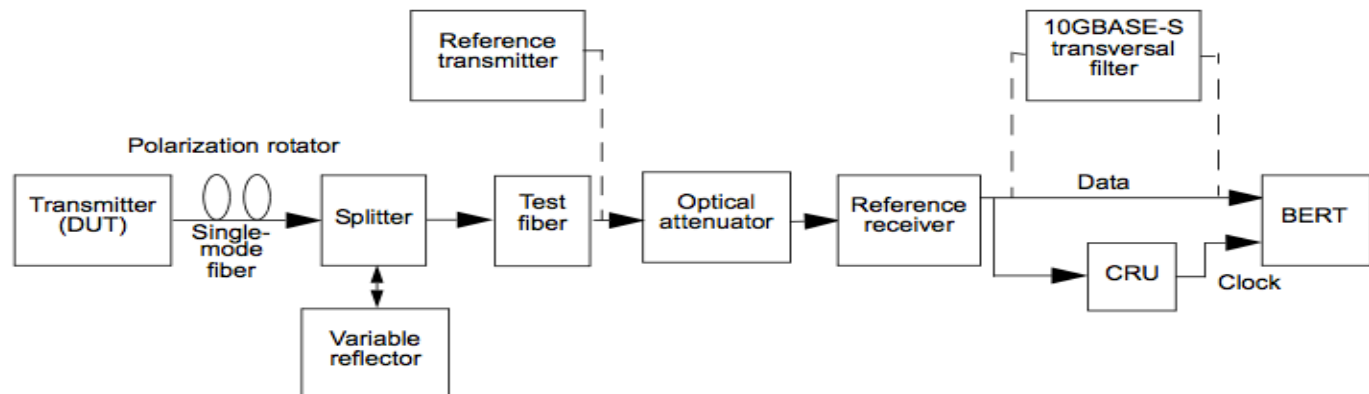 Reference
transmitter
10GBASE-S
transversal
filter
Polarization rotator
Transmitter
(DUT)
Single-
mode
fiber
Splitter
Test
fiber
Optical
attenuator
Reference
receiver
Data
BERT
CRU
Clock
Variable
reflector